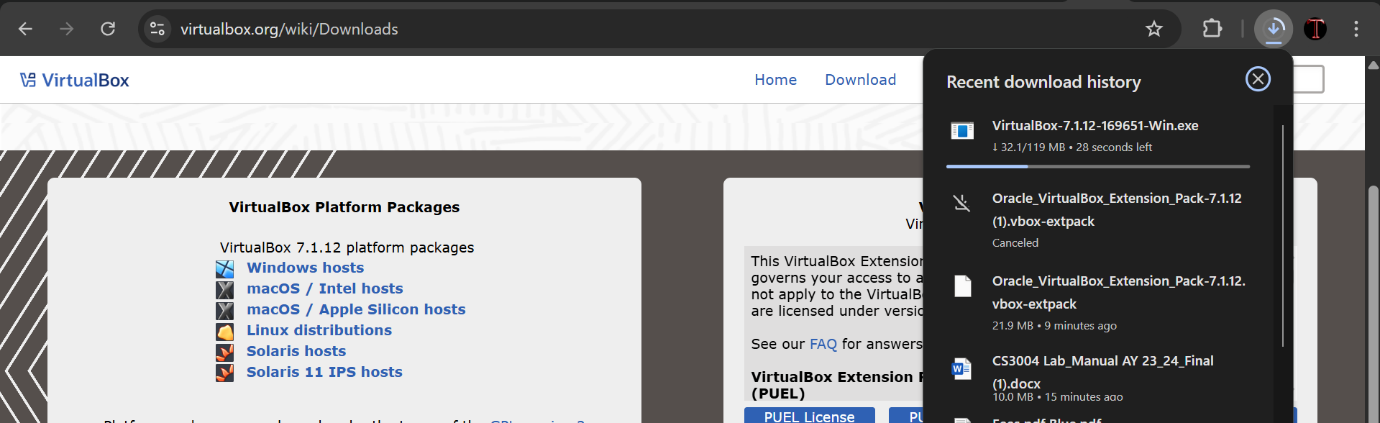 virtualbox.org/wiki/Downloads
VirtualBox
Home
Download
Recent download history
VirtualBox-7.1.12-169651-Win.exe
↓ 32.1/119 MB • 28 seconds left
Oracle_VirtualBox_Extension_Pack-7.1.12
(1).vbox-extpack
Canceled
Oracle_VirtualBox_Extension_Pack-7.1.12.
vbox-extpack
21.9 MB • 9 minutes ago
CS3004 Lab_Manual AY 23_24_Final
(1).docx
10.0 MB • 15 minutes ago
VirtualBox Platform Packages
VirtualBox 7.1.12 platform packages
Windows hosts
macOS / Intel hosts
macOS / Apple Silicon hosts
Linux distributions
Solaris hosts
Solaris 11 IPS hosts
This VirtualBox Extension
governs your access to a
not apply to the VirtualB
are licensed under versio
See our FAQ for answers
VirtualBox Extension
(PUEL)
PUEL License